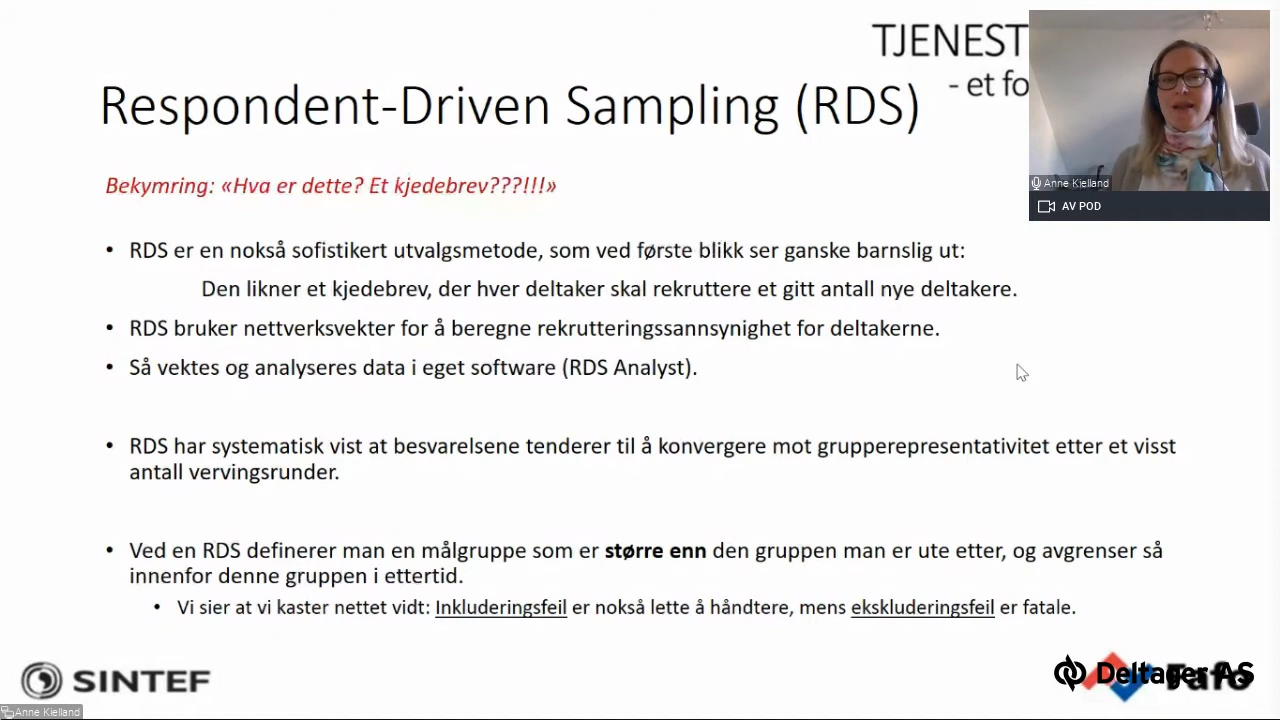 TJENEST
- et fo
Respondent-Driven Sampling (RDS)
Anne Kielland
AV POD
Bekymring: «Hva er dette? Et kjedebrev???!!!»
• RDS er en nokså sofistikert utvalgsmetode, som ved første blikk ser ganske barnslig ut:
Den likner et kjedebrev, der hver deltaker skal rekruttere et gitt antall nye deltakere.
• RDS bruker nettverksvekter for å beregne rekrutteringssannsynighet for deltakerne.
• Så vektes og analyseres data i eget software (RDS Analyst).
• RDS har systematisk vist at besvarelsene tenderer til å konvergere mot grupperepresentativitet etter et visst
antall vervingsrunder.
• Ved en RDS definerer man en målgruppe som er større enn den gruppen man er ute etter, og avgrenser så
innenfor denne gruppen i ettertid.
• Vi sier at vi kaster nettet vidt: Inkluderingsfeil er nokså lette å håndtere, mens ekskluderingsfeil er fatale.
SINTEF
Deltager AS
Fafo
Anne Kielland